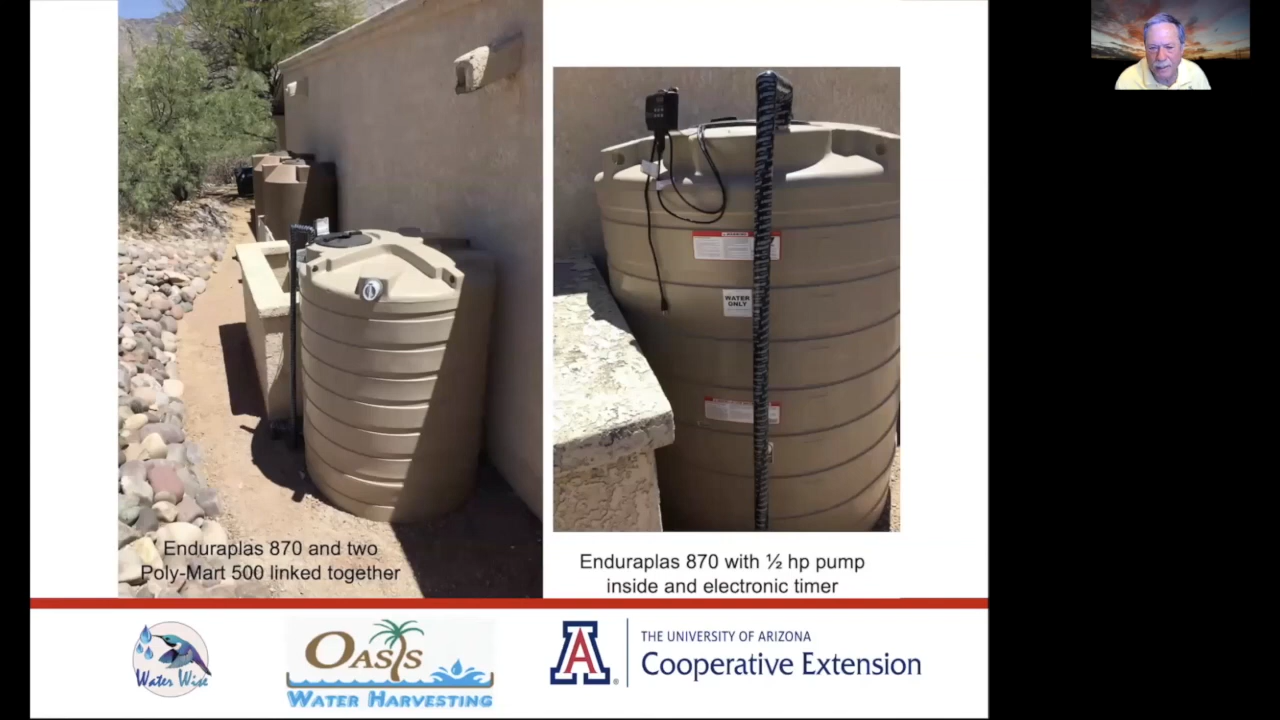 WATER
ONLY
Enduraplas 870 and two
Poly-Mart 500 linked together
Enduraplas 870 with ½ hp pump
inside and electronic timer
Water Wise
OASIS
WATER HARVESTING
A
THE UNIVERSITY OF ARIZONA
Cooperative Extension